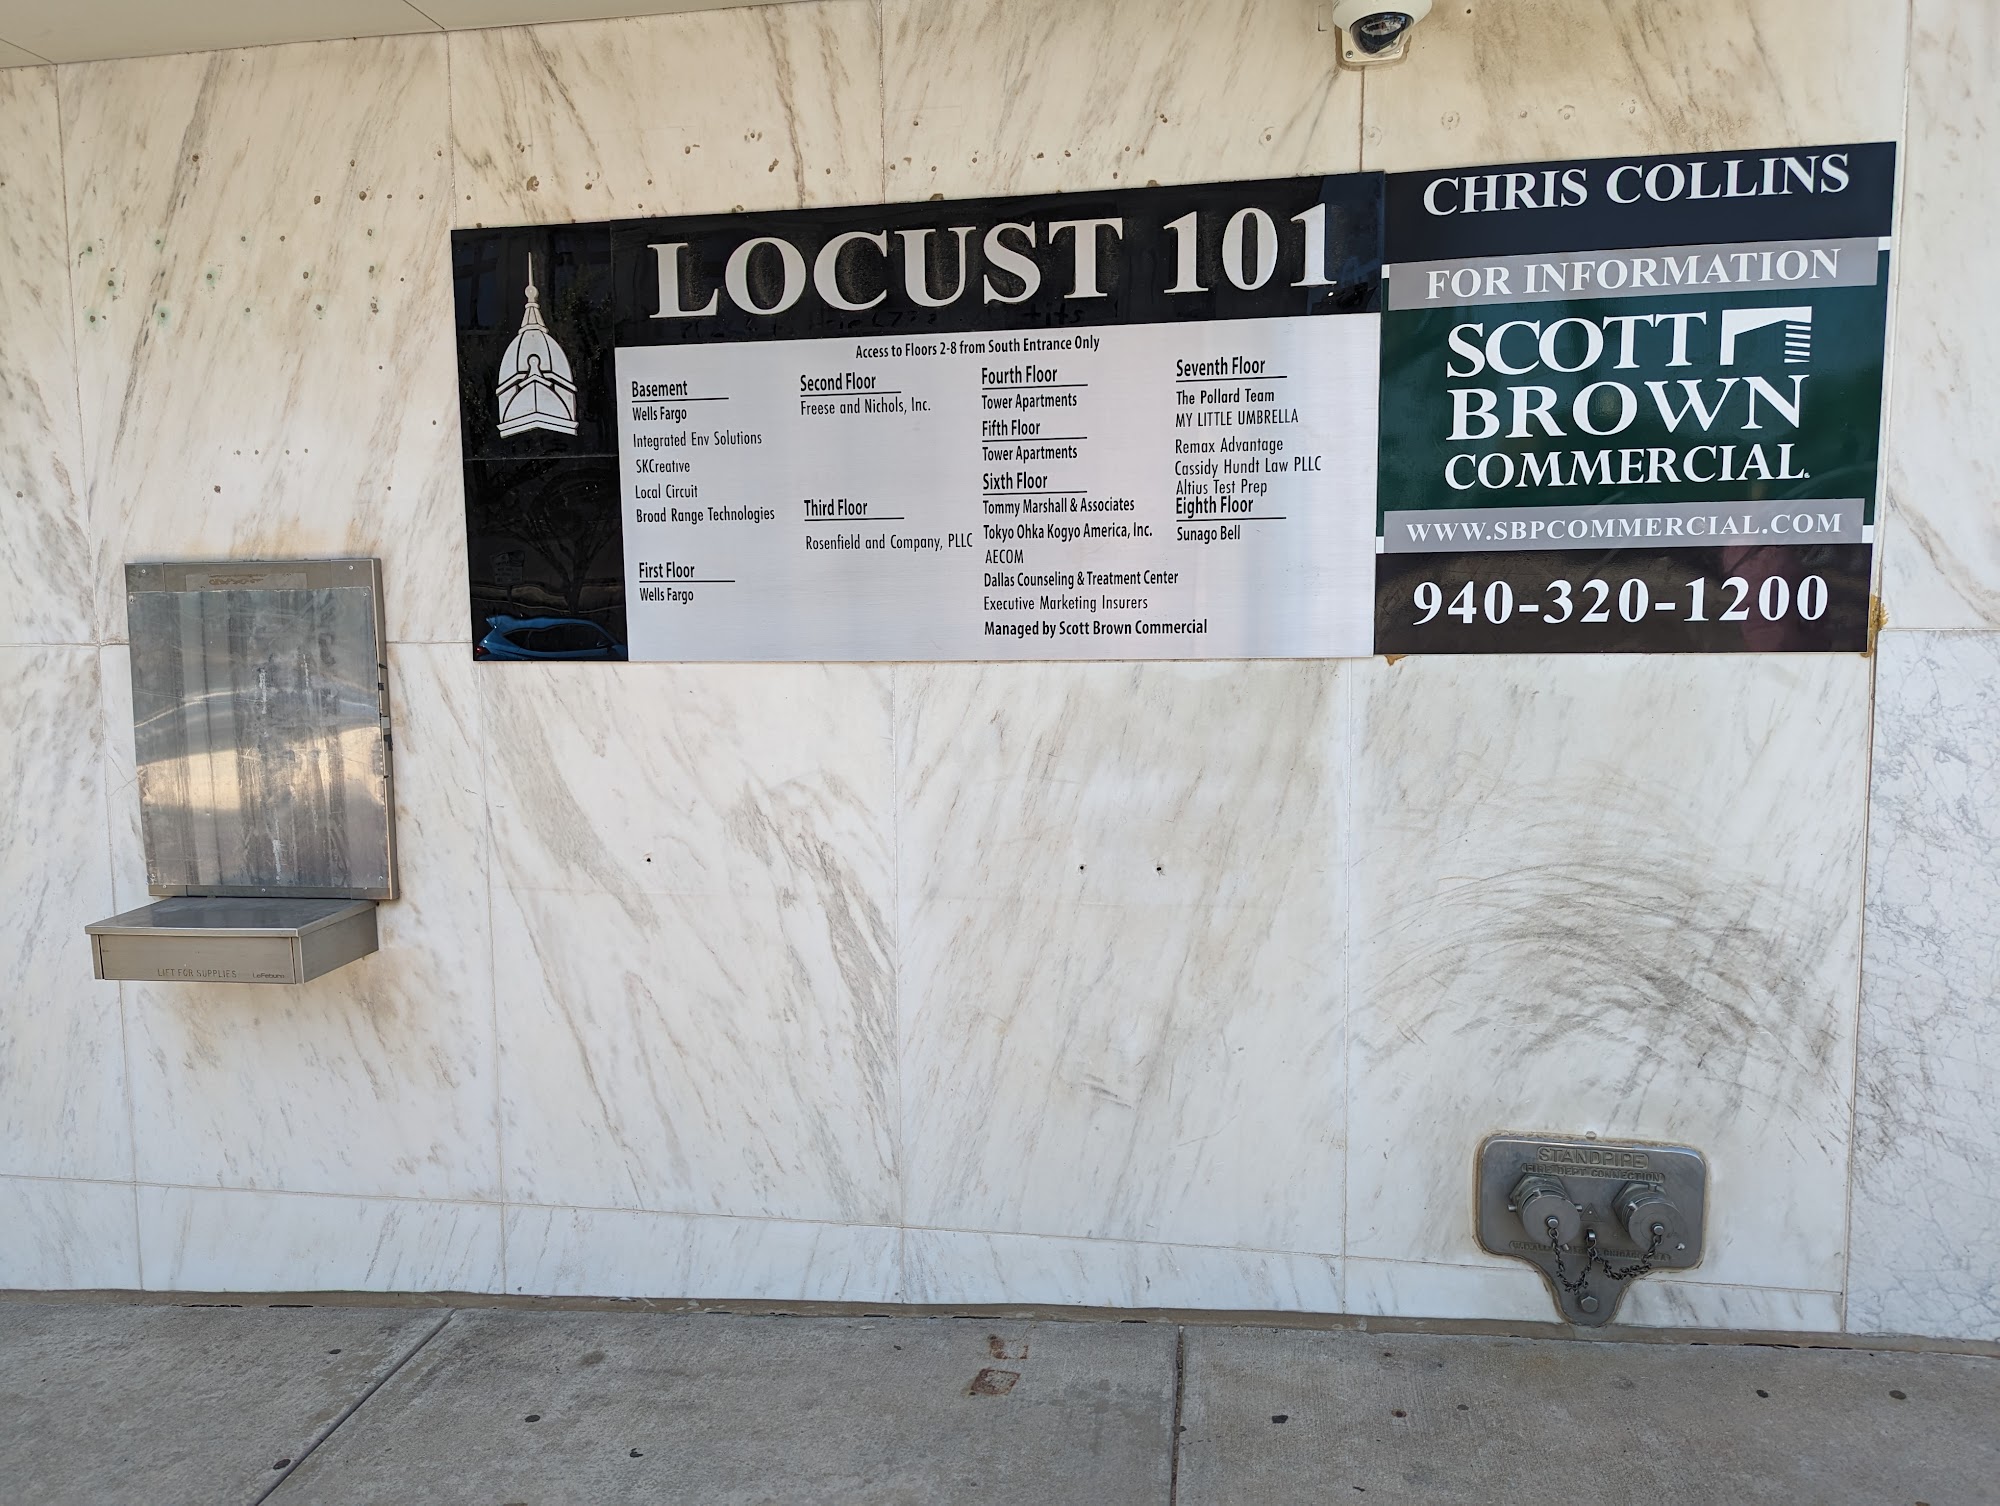 LOCUST 101
Access to Floors 2-8 from South Entrance Only
Basement
Wells Fargo
Integrated Env Solutions
SKCreative
Local Circuit
Broad Range Technologies
First Floor
Wells Fargo
Second Floor
Freese and Nichols, Inc.
Third Floor
Rosenfield and Company, PLLC
Fourth Floor
Tower Apartments
Fifth Floor
Tower Apartments
Sixth Floor
Tommy Marshall & Associates
Tokyo Ohka Kogyo America, Inc.
AECOM
Dallas Counseling & Treatment Center
Executive Marketing Insurers
Managed by Scott Brown Commercial
Seventh Floor
The Pollard Team
MY LITTLE UMBRELLA
Remax Advantage
Cassidy Hundt Law PLLC
Altius Test Prep
Eighth Floor
Sunago Bell
CHRIS COLLINS
FOR INFORMATION
SCOTT
BROWN
COMMERCIAL
WWW.SBPCOMMERCIAL.COM
940-320-1200
LIFT FOR SUPPLIES LeFebure
STANDPIPE
FIRE DEPT CONNECTION